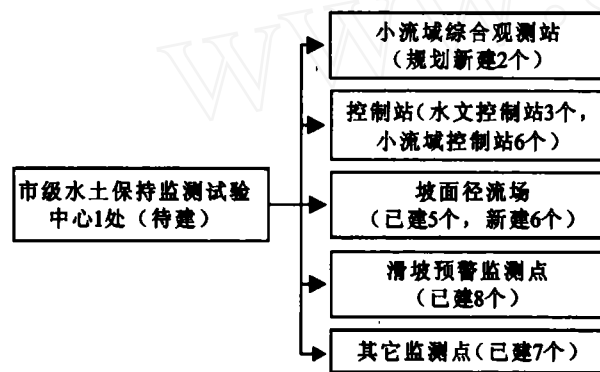 小流域综合观测站
（规划新建2个）
控制站（水文控制站3个，
小流域控制站6个）
市级水土保持监测试验
中心1处（待建）
坡面径流场
（已建5个，新建6个）
滑坡预警监测点
（已建8个）
其它监测点（已建7个）